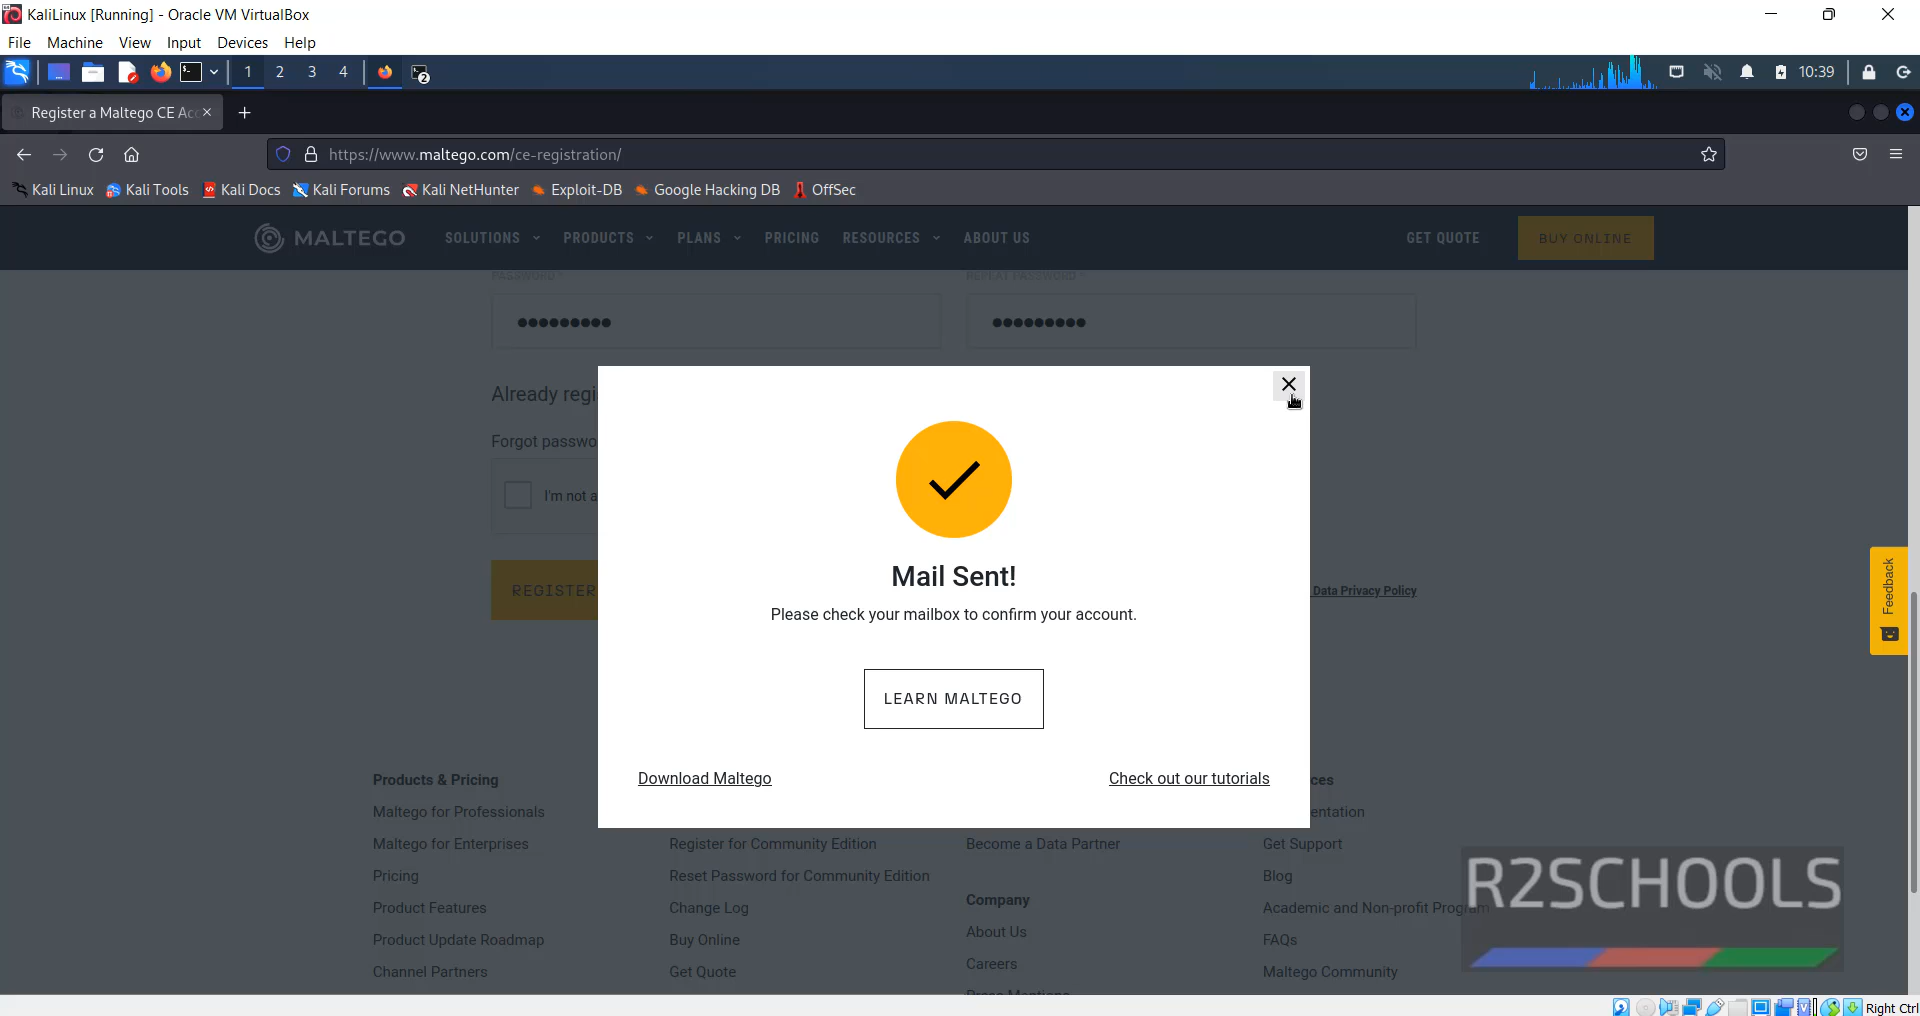 KaliLinux [Running] - Oracle VM VirtualBox
File Machine View Input Devices Help
1 2 3 4 2 10:39
Register a Maltego CE Acc
https://www.maltego.com/ce-registration/
Kali Linux Kali Tools Kali Docs Kali Forums Kali NetHunter Exploit-DB Google Hacking DB OffSec
MALTEGO SOLUTIONS PRODUCTS PLANS PRICING RESOURCES ABOUT US GET QUOTE BUY ONLINE
PASSWORD * REPEAT PASSWORD *
Already regi
Forgot passwo
I'm not a
REGISTER
Data Privacy Policy
Mail Sent!
Please check your mailbox to confirm your account.
LEARN MALTEGO
Download Maltego Check out our tutorials
Feedback
Products & Pricing
Maltego for Professionals
Maltego for Enterprises
Pricing
Product Features
Product Update Roadmap
Channel Partners
Register for Community Edition
Reset Password for Community Edition
Change Log
Buy Online
Get Quote
Become a Data Partner
Company
About Us
Careers
Press Mentions
ces
entation
Get Support
Blog
Academic and Non-profit Program
FAQs
Maltego Community
R2SCHOOLS
Right Ctrl